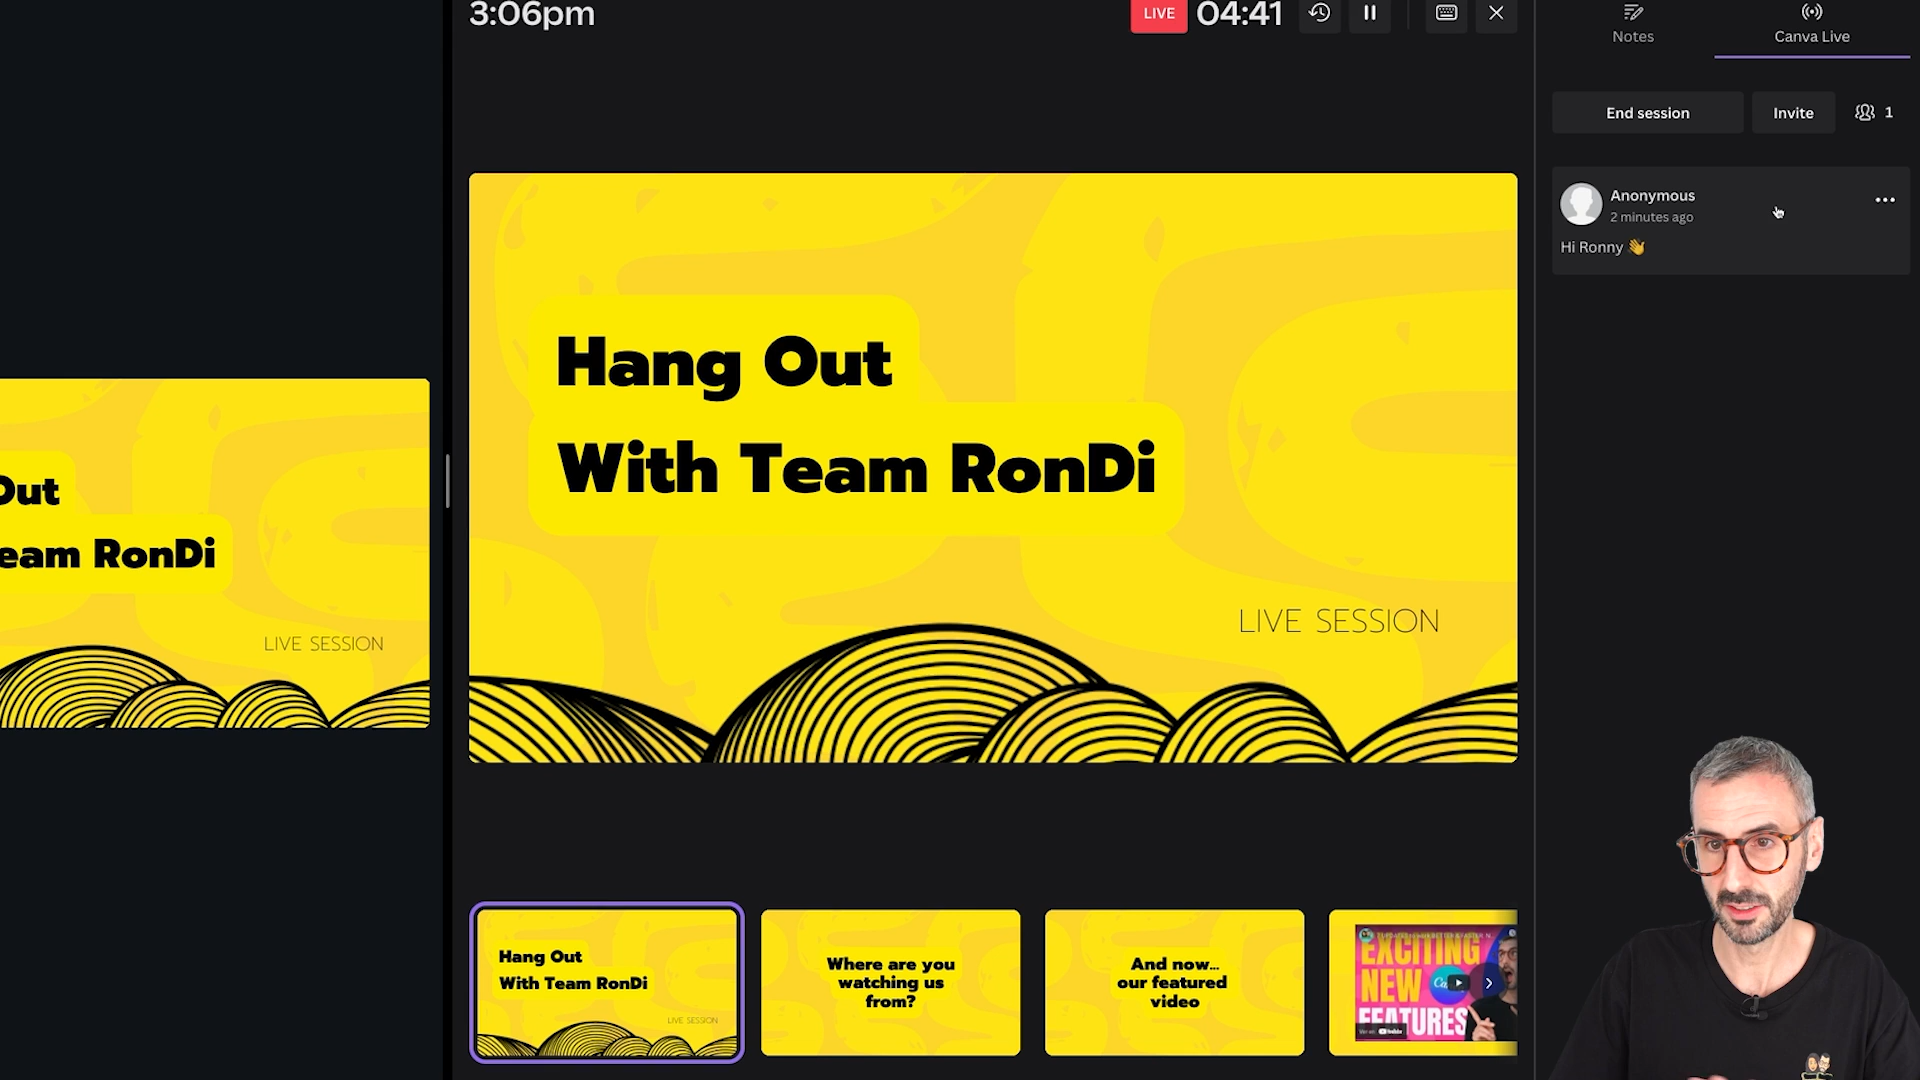 3:06pm
LIVE 04:41
Notes
Canva Live
End session
Invite
1
Anonymous
2 minutes ago
Hi Ronny 👋
Out
eam RonDi
LIVE SESSION
Hang Out
With Team RonDi
LIVE SESSION
Hang Out
With Team RonDi
LIVE SESSION
Where are you
watching us
from?
And now...
our featured
video
EXCITING
NEW
FEATURES